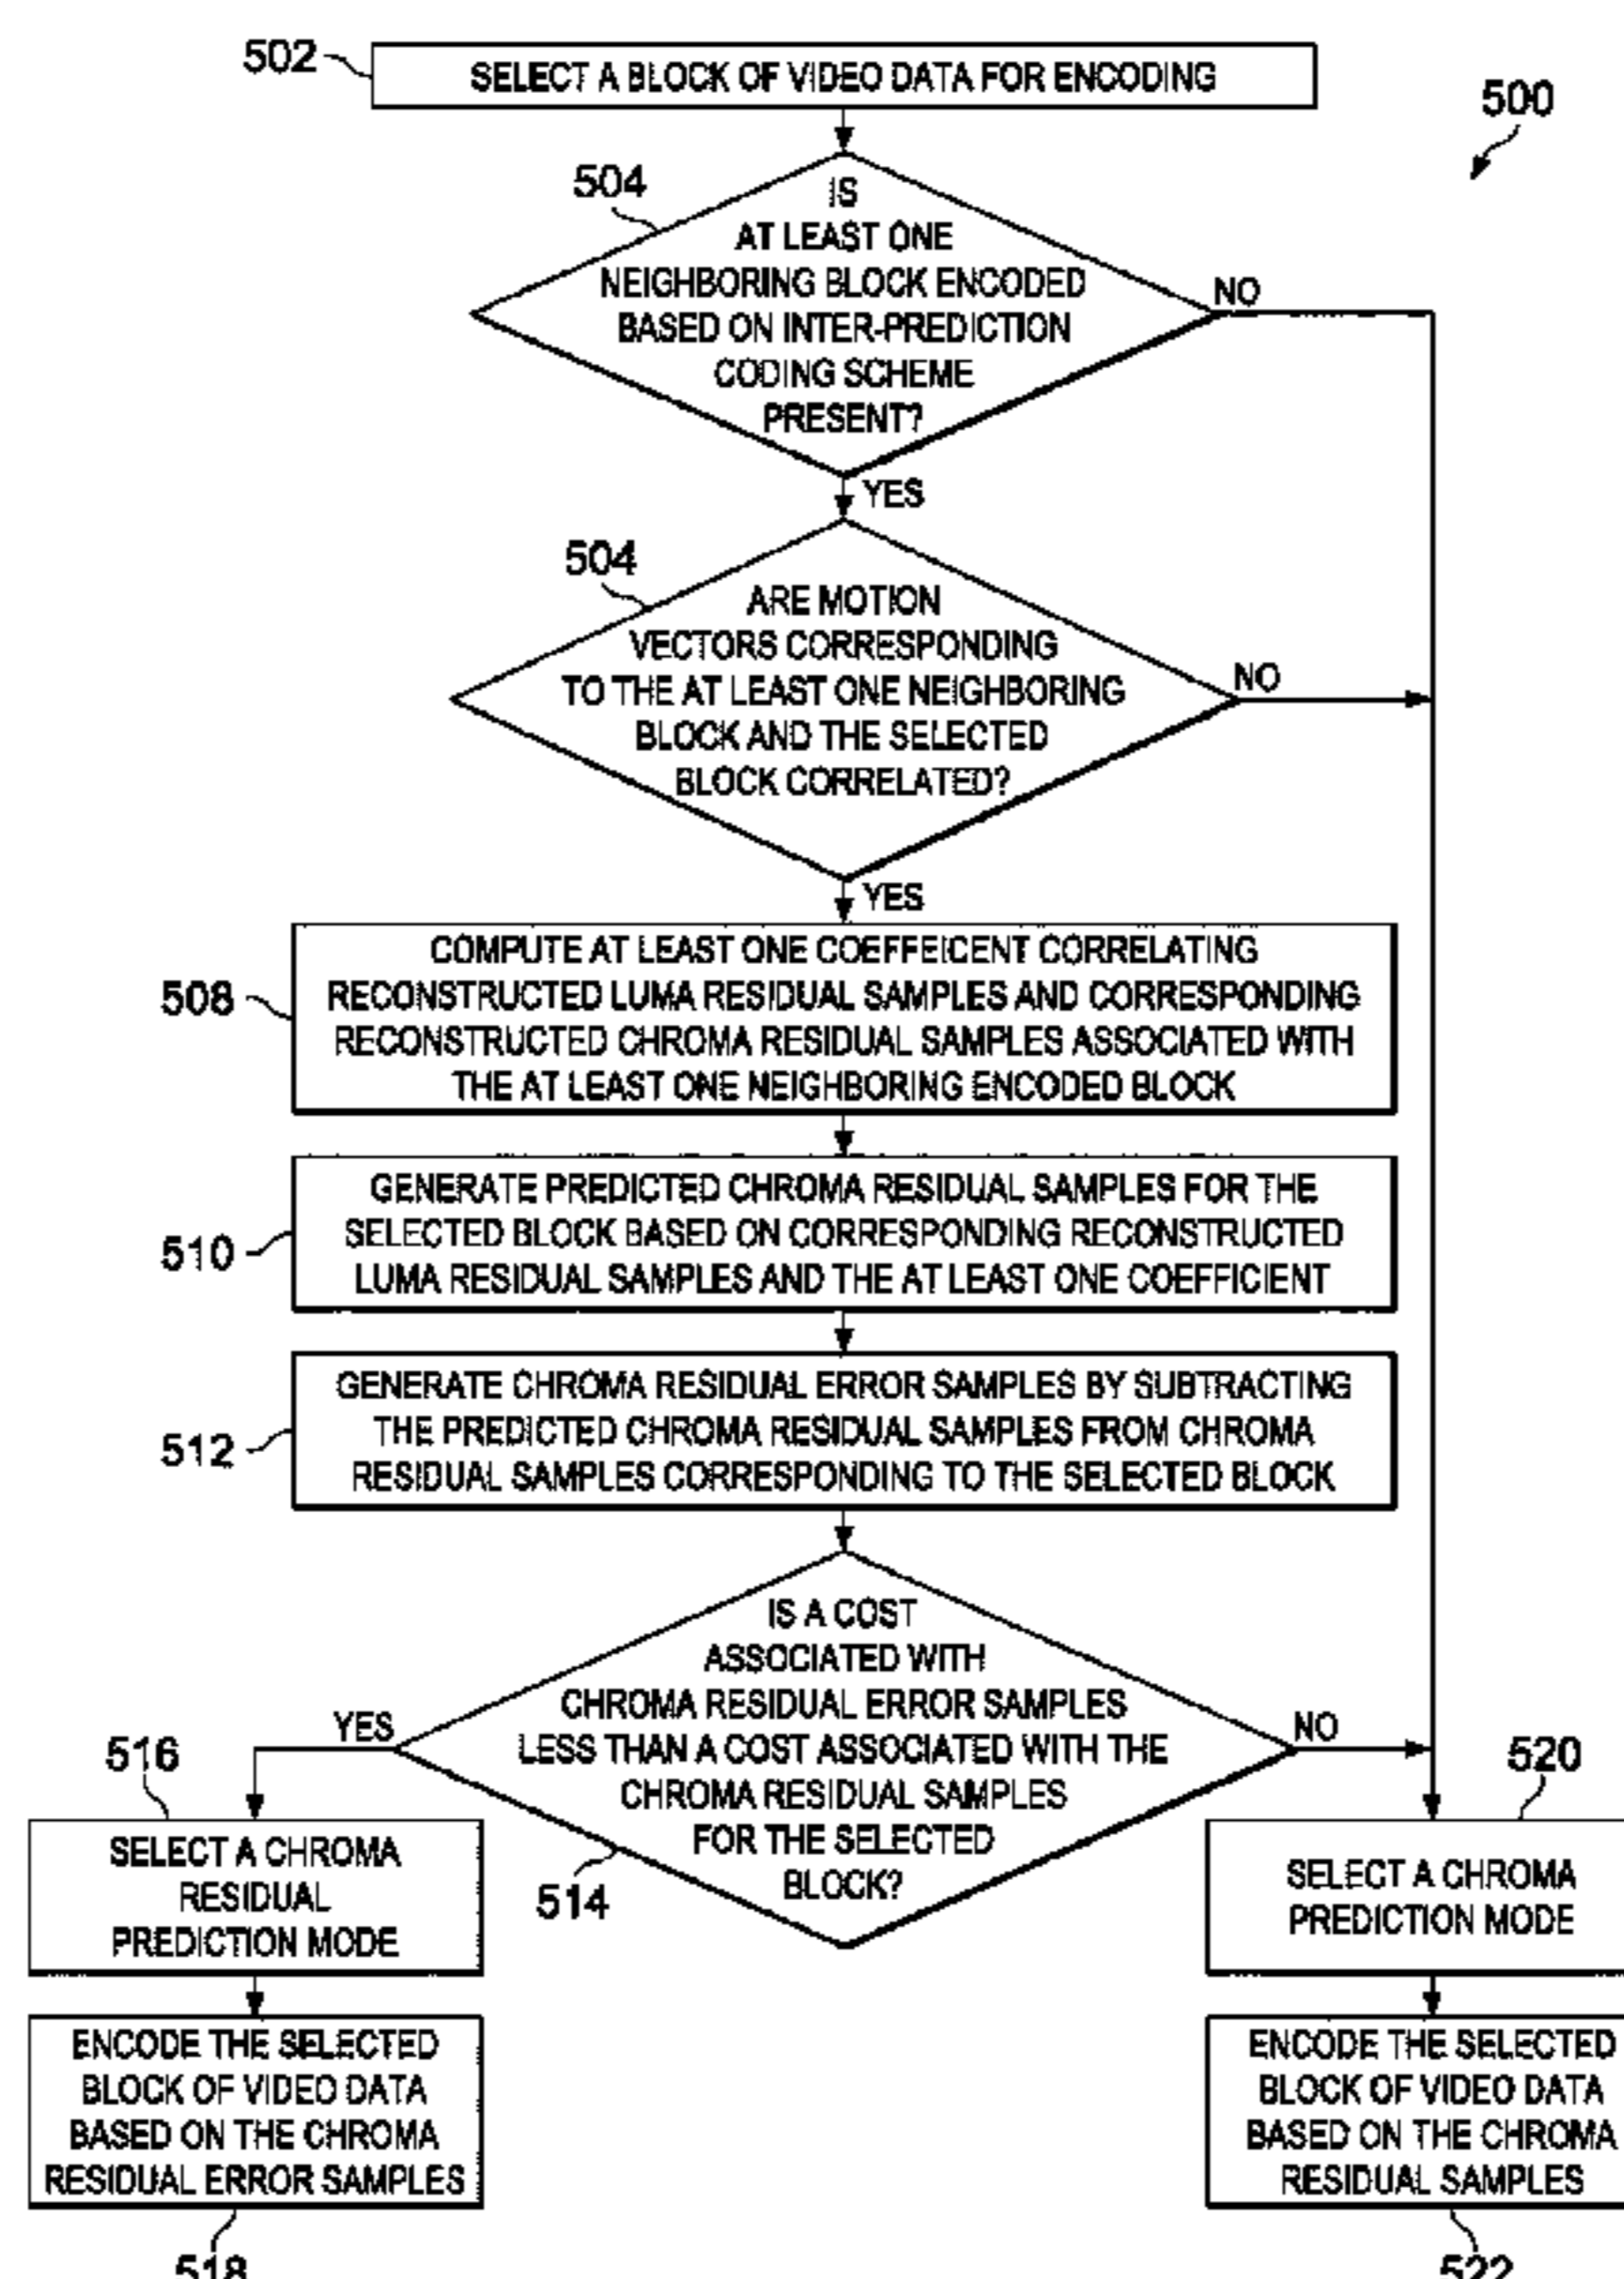 502
SELECT A BLOCK OF VIDEO DATA FOR ENCODING
500
504
IS
AT LEAST ONE
NEIGHBORING BLOCK ENCODED
BASED ON INTER-PREDICTION
CODING SCHEME
PRESENT?
NO
YES
504
ARE MOTION
VECTORS CORRESPONDING
TO THE AT LEAST ONE NEIGHBORING
BLOCK AND THE SELECTED
BLOCK CORRELATED?
NO
YES
508
COMPUTE AT LEAST ONE COEFFEICENT CORRELATING
RECONSTRUCTED LUMA RESIDUAL SAMPLES AND CORRESPONDING
RECONSTRUCTED CHROMA RESIDUAL SAMPLES ASSOCIATED WITH
THE AT LEAST ONE NEIGHBORING ENCODED BLOCK
510
GENERATE PREDICTED CHROMA RESIDUAL SAMPLES FOR THE
SELECTED BLOCK BASED ON CORRESPONDING RECONSTRUCTED
LUMA RESIDUAL SAMPLES AND THE AT LEAST ONE COEFFICIENT
512
GENERATE CHROMA RESIDUAL ERROR SAMPLES BY SUBTRACTING
THE PREDICTED CHROMA RESIDUAL SAMPLES FROM CHROMA
RESIDUAL SAMPLES CORRESPONDING TO THE SELECTED BLOCK
IS A COST
ASSOCIATED WITH
CHROMA RESIDUAL ERROR SAMPLES
LESS THAN A COST ASSOCIATED WITH THE
CHROMA RESIDUAL SAMPLES
FOR THE SELECTED
BLOCK?
514
YES
NO
516
SELECT A CHROMA
RESIDUAL
PREDICTION MODE
520
SELECT A CHROMA
PREDICTION MODE
ENCODE THE SELECTED
BLOCK OF VIDEO DATA
BASED ON THE CHROMA
RESIDUAL ERROR SAMPLES
518
ENCODE THE SELECTED
BLOCK OF VIDEO DATA
BASED ON THE CHROMA
RESIDUAL SAMPLES
522